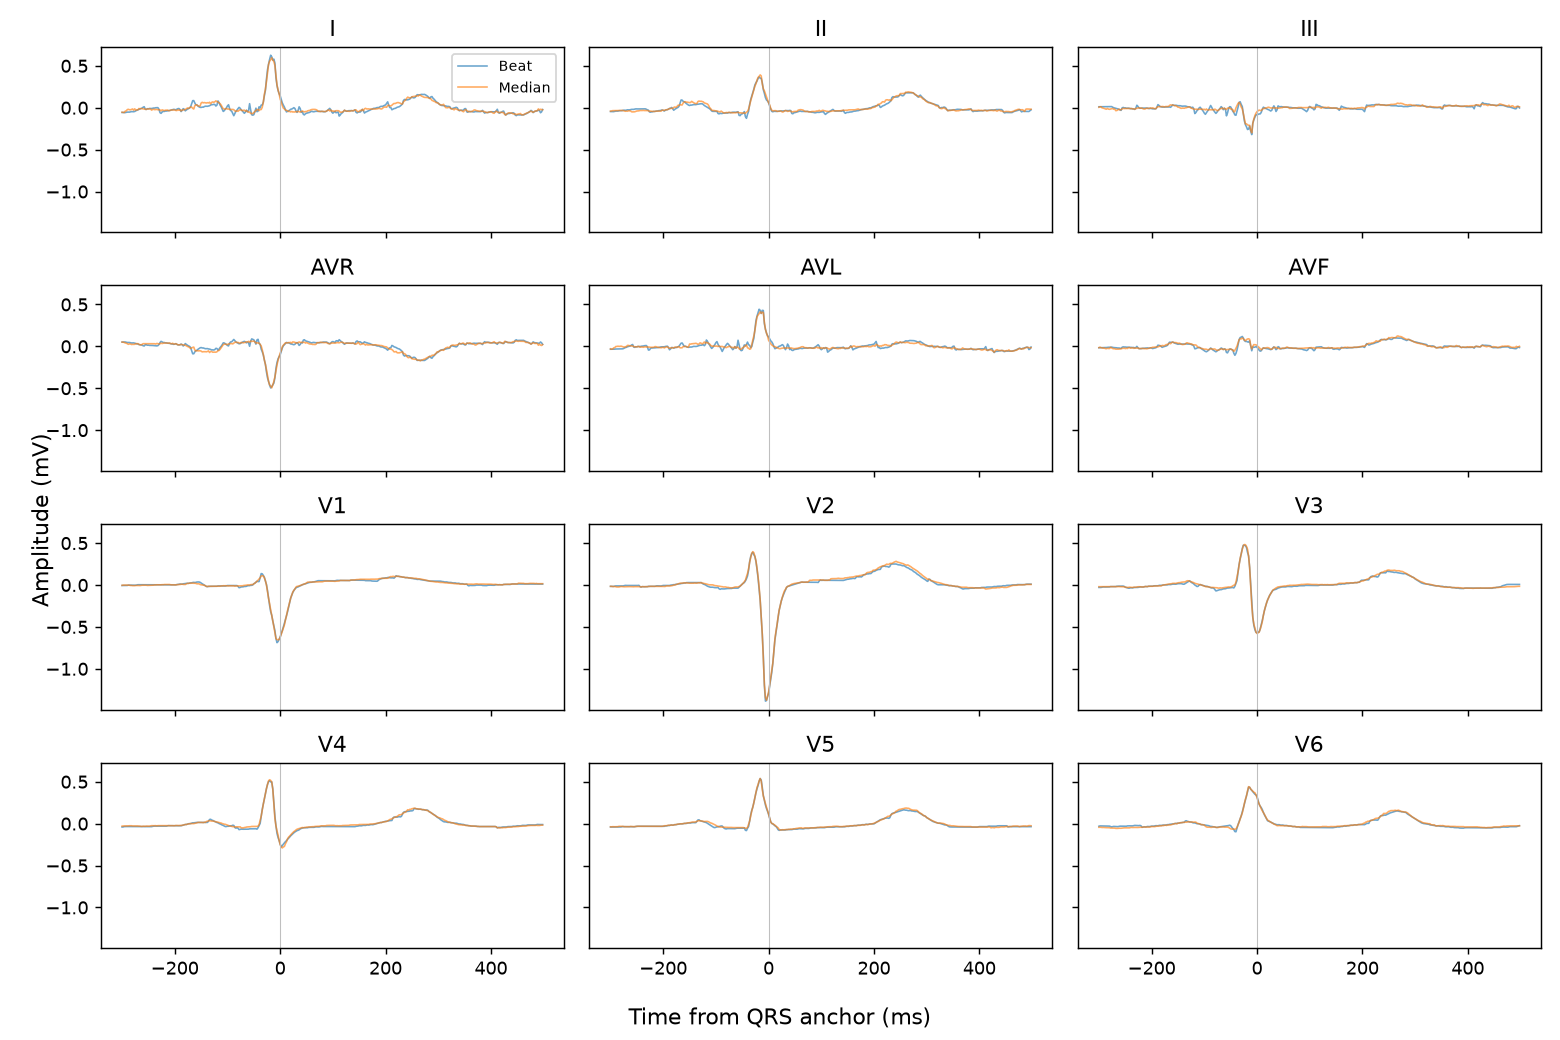 I II III
0.5
0.0
−0.5
−1.0
Beat
Median
AVR AVL AVF
0.5
0.0
−0.5
−1.0
V1 V2 V3
0.5
0.0
−0.5
−1.0
V4 V5 V6
0.5
0.0
−0.5
−1.0
−200 0 200 400 −200 0 200 400 −200 0 200 400
Amplitude (mV)
Time from QRS anchor (ms)